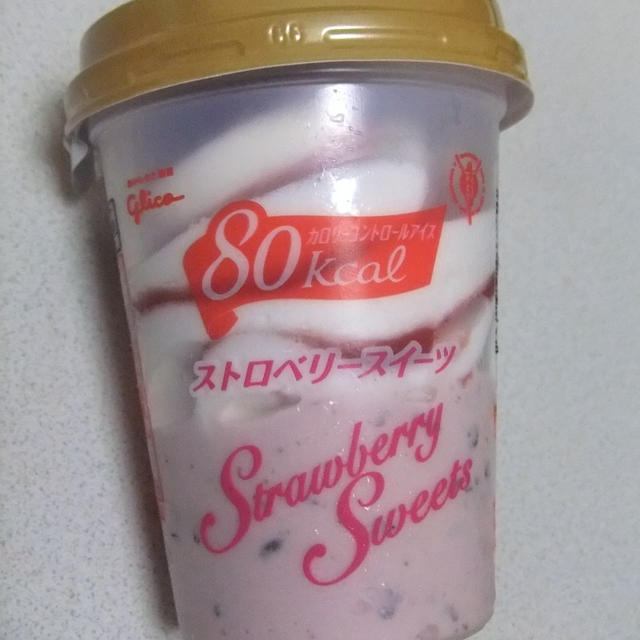 Glico
80
カロリーコントロールアイス
Kcal
ストロベリースイーツ
Strawberry
Sweets